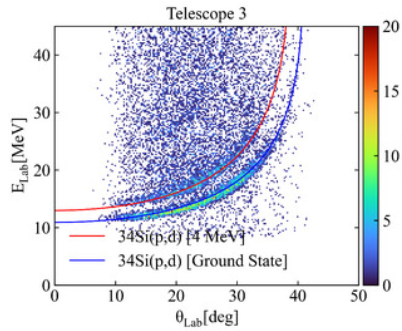 Telescope 3
E_Lab[MeV]
40
30
20
10
0
34Si(p,d) [4 MeV]
34Si(p,d) [Ground State]
0 10 20 30 40 50
θ_Lab[deg]
20
15
10
5
0